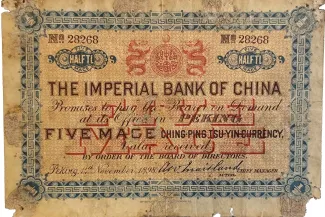 No 28268 No 28268
HALF TL HALF TL
THE IMPERIAL BANK OF CHINA
Promises to pay the Bearer on Demand
at its Office in PEKING
FIVE MACE CHING-PING TSU-YIN CURRENCY,
Value received
BY ORDER OF THE BOARD OF DIRECTORS.
Peking, 14th November, 1898.